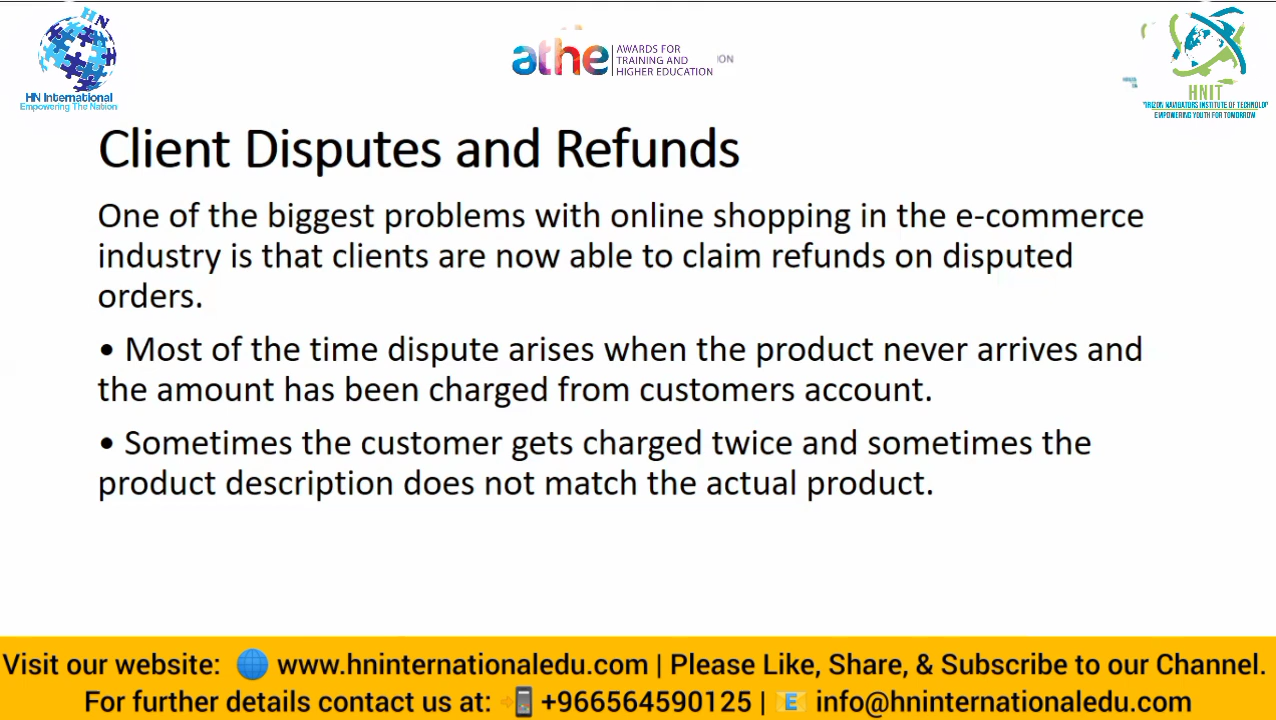 HN
HN International
Empowering The Nation
athe
AWARDS FOR
TRAINING AND
HIGHER EDUCATION
ION
HNIT
INSTITUTE OF
EMPOWERING YOUTH FOR TOMORROW
Client Disputes and Refunds
One of the biggest problems with online shopping in the e-commerce
industry is that clients are now able to claim refunds on disputed
orders.
• Most of the time dispute arises when the product never arrives and
the amount has been charged from customers account.
• Sometimes the customer gets charged twice and sometimes the
product description does not match the actual product.
Visit our website: 🌐 www.hninternationaledu.com | Please Like, Share, & Subscribe to our Channel.
For further details contact us at: 📲 +966564590125 | 📧 info@hninternationaledu.com